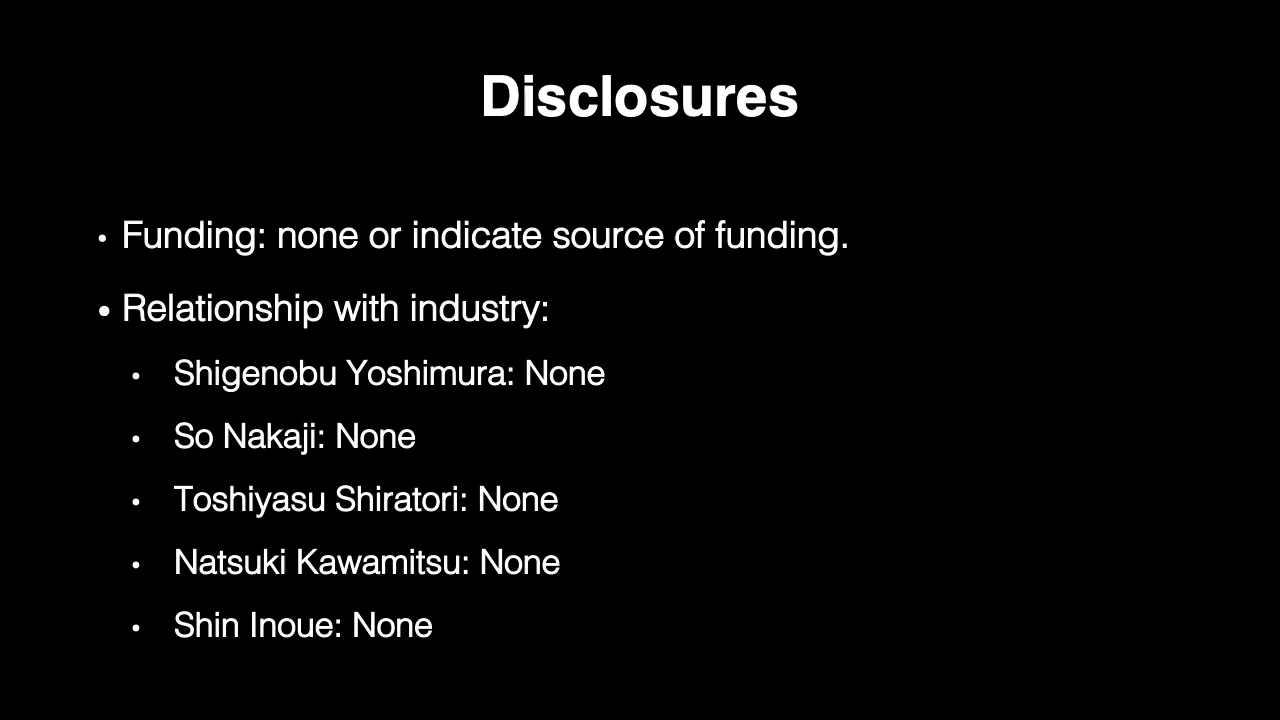 Disclosures
• Funding: none or indicate source of funding.
• Relationship with industry:
• Shigenobu Yoshimura: None
• So Nakaji: None
• Toshiyasu Shiratori: None
• Natsuki Kawamitsu: None
• Shin Inoue: None